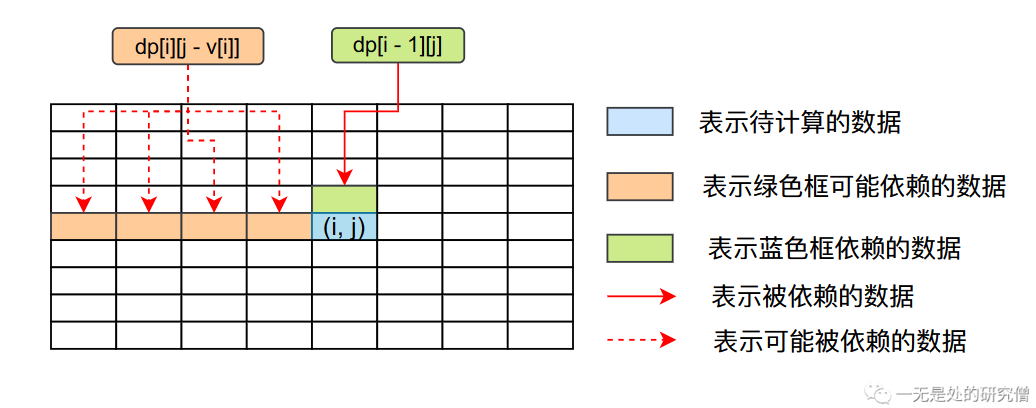 dp[i][j - v[i]]
dp[i - 1][j]
(i, j)
表示待计算的数据
表示绿色框可能依赖的数据
表示蓝色框依赖的数据
表示被依赖的数据
表示可能被依赖的数据
一无是处的研究僧